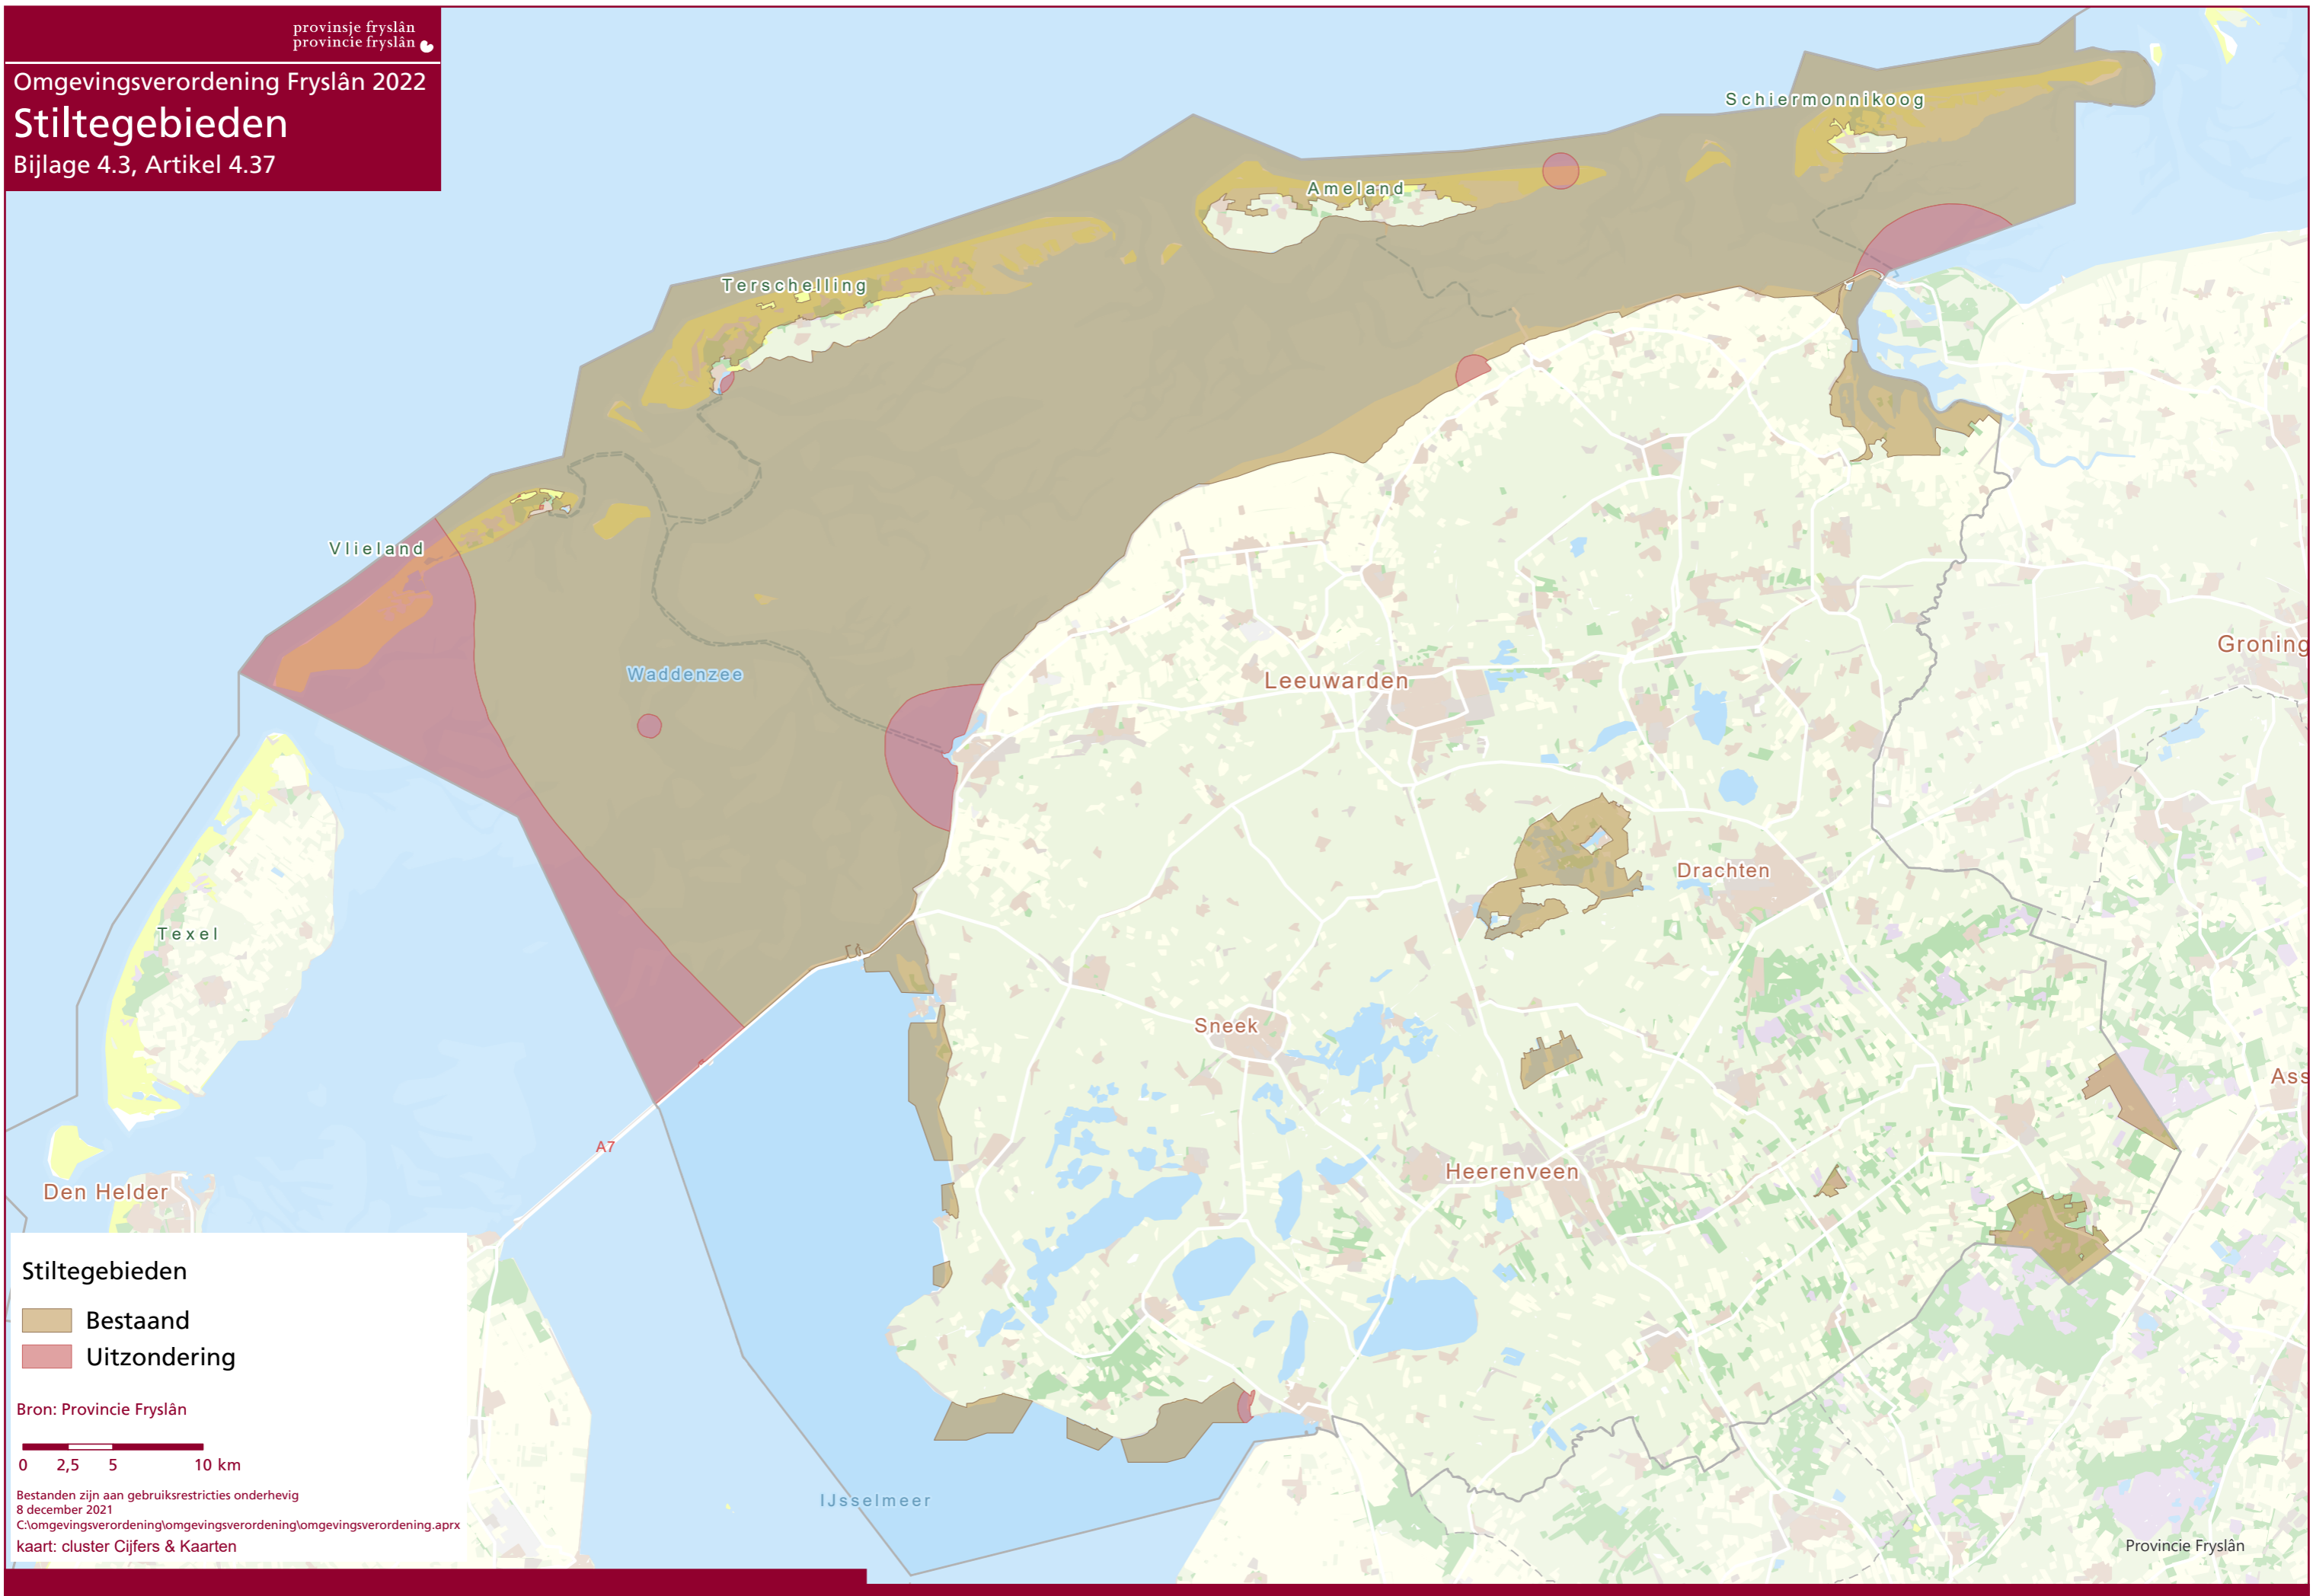 provinsje fryslân
provincie fryslân
Omgevingsverordening Fryslân 2022
Stiltegebieden
Bijlage 4.3, Artikel 4.37
Schiermonnikoog
Ameland
Terschelling
Vlieland
Waddenzee
Groning
Leeuwarden
Drachten
Texel
Sneek
Ass
A7
Heerenveen
Den Helder
IJsselmeer
Stiltegebieden
Bestaand
Uitzondering
Bron: Provincie Fryslân
0 2,5 5 10 km
Bestanden zijn aan gebruiksrestricties onderhevig
8 december 2021
C:\omgevingsverordening\omgevingsverordening\omgevingsverordening.aprx
kaart: cluster Cijfers & Kaarten
Provincie Fryslân